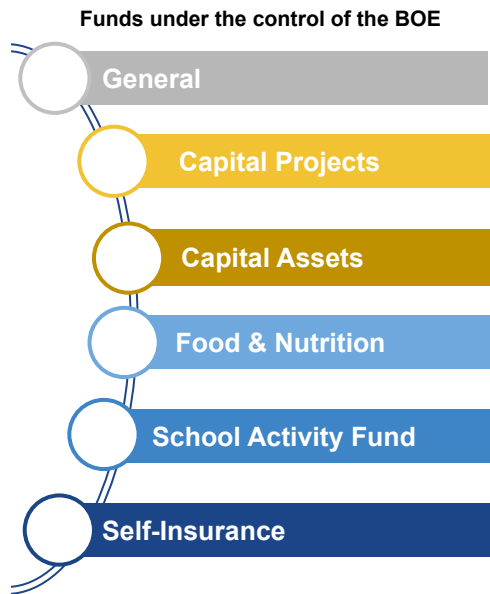 Funds under the control of the BOE
General
Capital Projects
Capital Assets
Food & Nutrition
School Activity Fund
Self-Insurance